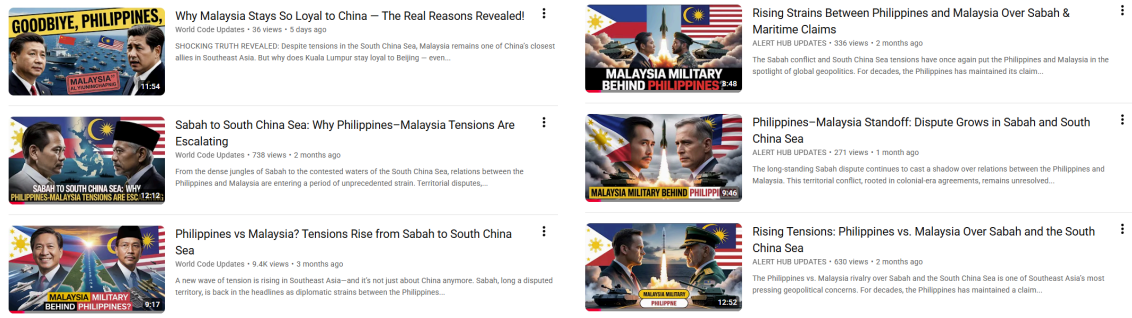 GOODBYE, PHILIPPINES,
MALAYSIA
11:54
Why Malaysia Stays So Loyal to China — The Real Reasons Revealed!
World Code Updates • 36 views • 5 days ago
SHOCKING TRUTH REVEALED: Despite tensions in the South China Sea, Malaysia remains one of China's closest
allies in Southeast Asia. But why does Kuala Lumpur stay loyal to Beijing — even...
SABAH TO SOUTH CHINA SEA: WHY
PHILIPPINES-MALAYSIA TENSIONS ARE ESC
12:12
Sabah to South China Sea: Why Philippines–Malaysia Tensions Are
Escalating
World Code Updates • 738 views • 2 months ago
From the dense jungles of Sabah to the contested waters of the South China Sea, relations between the
Philippines and Malaysia are entering a period of unprecedented strain. Territorial disputes,...
MALAYSIA MILITARY
BEHIND PHILIPPINES?
9:17
Philippines vs Malaysia? Tensions Rise from Sabah to South China
Sea
World Code Updates • 9.4K views • 3 months ago
A new wave of tension is rising in Southeast Asia—and it's not just about China anymore. Sabah, long a disputed
territory, is back in the headlines as diplomatic strains between the Philippines...
MALAYSIA MILITARY
BEHIND PHILIPPINES
8:48
Rising Strains Between Philippines and Malaysia Over Sabah &
Maritime Claims
ALERT HUB UPDATES • 336 views • 2 months ago
The Sabah conflict and South China Sea tensions have once again put the Philippines and Malaysia in the
spotlight of global geopolitics. For decades, the Philippines has maintained its claim...
MALAYSIA MILITARY BEHIND PHILIPPI
9:46
Philippines–Malaysia Standoff: Dispute Grows in Sabah and South
China Sea
ALERT HUB UPDATES • 271 views • 1 month ago
The long-standing Sabah dispute continues to cast a shadow over relations between the Philippines and
Malaysia. This territorial conflict, rooted in colonial-era agreements, remains unresolved...
MALAYSIA MILITARY
PHILIPPNE
12:52
Rising Tensions: Philippines vs. Malaysia Over Sabah and the South
China Sea
ALERT HUB UPDATES • 630 views • 2 months ago
The Philippines vs. Malaysia rivalry over Sabah and the South China Sea is one of Southeast Asia's most
pressing geopolitical concerns. For decades, the Philippines has maintained a claim...